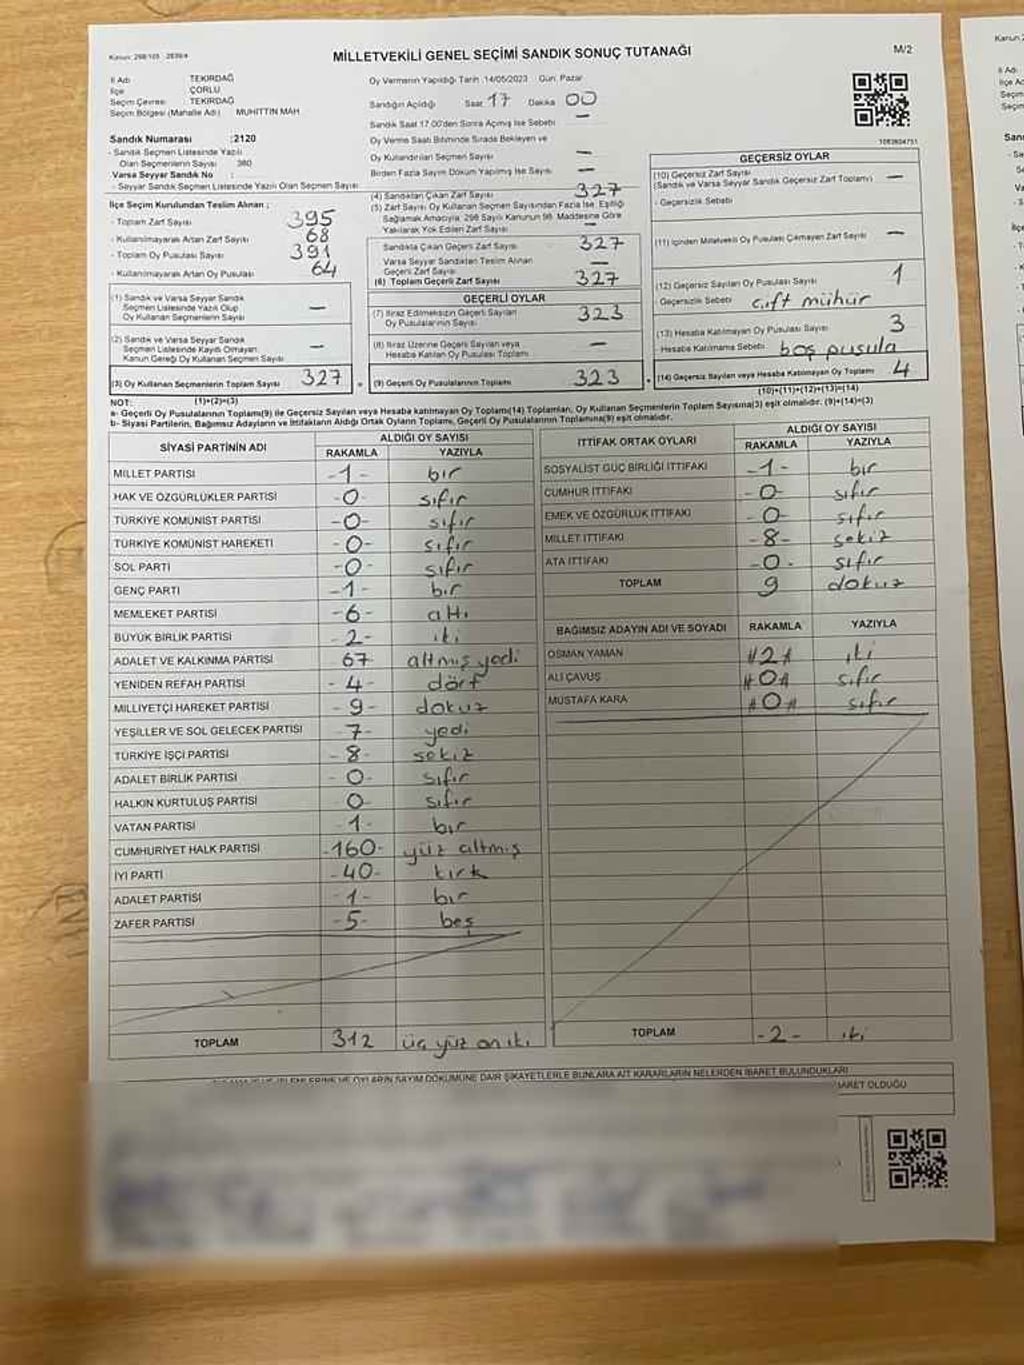 Kanun 298/105
MİLLETVEKİLİ GENEL SEÇİMİ SANDIK SONUÇ TUTANAĞI
M/2
İl Adı : TEKİRDAĞ
İlçe : ÇORLU
Seçim Çevresi : TEKİRDAĞ
Seçim Bölgesi (Mahalle Adı) : MUHİTTİN MAH
Sandık Numarası :2120
- Sandık Seçmen Listesinde Yazılı
Olan Seçmenlerin Sayısı : 380
Varsa Seyyar Sandık No :
- Seyyar Sandık Seçmen Listesinde Yazılı Olan Seçmen Sayısı
İlçe Seçim Kurulundan Teslim Alınan :
- Toplam Zarf Sayısı 395
- Kullanılmayarak Artan Zarf Sayısı 68
- Toplam Oy Pusulası Sayısı 391
- Kullanılmayarak Artan Oy Pusulası 64
(1) Sandık ve Varsa Seyyar Sandık
Seçmen Listesinde Yazılı Olup
Oy Kullanan Seçmenlerin Sayısı —
(2) Sandık ve Varsa Seyyar Sandık
Seçmen Listesinde Kayıtlı Olmayan,
Kanun Gereği Oy Kullanan Seçmen Sayısı —
(3) Oy Kullanan Seçmenlerin Toplam Sayısı 327
(1)+(2)=(3)
Oy Vermenin Yapıldığı Tarih :14/05/2023 Gün: Pazar
Sandığın Açıldığı Saat 17 Dakika 00
Sandık Saat 17.00'den Sonra Açılmış İse Sebebi —
Oy Verme Saati Bitiminde Sırada Bekleyen ve
Oy Kullandırılan Seçmen Sayısı —
Birden Fazla Sayım Döküm Yapılmış İse Sayısı —
(4) Sandıktan Çıkan Zarf Sayısı 327
(5) Zarf Sayısı Oy Kullanan Seçmen Sayısından Fazla İse, Eşitliği
Sağlamak Amacıyla, 298 Sayılı Kanunun 98. Maddesine Göre
Yakılarak Yok Edilen Zarf Sayısı —
Sandıkta Çıkan Geçerli Zarf Sayısı 327
Varsa Seyyar Sandıktan Teslim Alınan
Geçerli Zarf Sayısı —
(6) Toplam Geçerli Zarf Sayısı 327
GEÇERLİ OYLAR
(7) İtiraz Edilmeksizin Geçerli Sayılan
Oy Pusulalarının Sayısı 323
(8) İtiraz Üzerine Geçerli Sayılan veya
Hesaba Katılan Oy Pusulası Toplamı —
(9) Geçerli Oy Pusulalarının Toplamı 323
1083604751
GEÇERSİZ OYLAR
(10) Geçersiz Zarf Sayısı
(Sandık ve Varsa Seyyar Sandık Geçersiz Zarf Toplamı) —
- Geçersizlik Sebebi
(11) İçinden Milletvekili Oy Pusulası Çıkmayan Zarf Sayısı —
(12) Geçersiz Sayılan Oy Pusulası Sayısı 1
- Geçersizlik Sebebi çift mühür
(13) Hesaba Katılmayan Oy Pusulası Sayısı 3
- Hesaba Katılmama Sebebi boş pusula
(14) Geçersiz Sayılan veya Hesaba Katılmayan Oy Toplamı 4
(10)+(11)+(12)+(13)=(14)
NOT:
a- Geçerli Oy Pusulalarının Toplamı(9) ile Geçersiz Sayılan veya Hesaba katılmayan Oy Toplamı(14) Toplamları, Oy Kullanan Seçmenlerin Toplam Sayısına(3) eşit olmalıdır. (9)+(14)=(3)
b- Siyasi Partilerin, Bağımsız Adayların ve İttifakların Aldığı Ortak Oyların Toplamı, Geçerli Oy Pusulalarının Toplamına(9) eşit olmalıdır.
SİYASİ PARTİNİN ADI ALDIĞI OY SAYISI
RAKAMLA YAZIYLA
MİLLET PARTİSİ -1- bir
HAK VE ÖZGÜRLÜKLER PARTİSİ -0- sıfır
TÜRKİYE KOMÜNİST PARTİSİ -0- sıfır
TÜRKİYE KOMÜNİST HAREKETİ -0- sıfır
SOL PARTİ -0- sıfır
GENÇ PARTİ -1- bir
MEMLEKET PARTİSİ -6- altı
BÜYÜK BİRLİK PARTİSİ -2- iki
ADALET VE KALKINMA PARTİSİ 67 altmış yedi
YENİDEN REFAH PARTİSİ -4- dört
MİLLİYETÇİ HAREKET PARTİSİ -9- dokuz
YEŞİLLER VE SOL GELECEK PARTİSİ -7- yedi
TÜRKİYE İŞÇİ PARTİSİ -8- sekiz
ADALET BİRLİK PARTİSİ -0- sıfır
HALKIN KURTULUŞ PARTİSİ 0- sıfır
VATAN PARTİSİ -1- bir
CUMHURİYET HALK PARTİSİ -160- yüz altmış
İYİ PARTİ -40- kırk
ADALET PARTİSİ -1- bir
ZAFER PARTİSİ -5- beş
TOPLAM 312 üç yüz on iki
İTTİFAK ORTAK OYLARI ALDIĞI OY SAYISI
RAKAMLA YAZIYLA
SOSYALİST GÜÇ BİRLİĞİ İTTİFAKI -1- bir
CUMHUR İTTİFAKI -0- sıfır
EMEK VE ÖZGÜRLÜK İTTİFAKI -0- sıfır
MİLLET İTTİFAKI -8- sekiz
ATA İTTİFAKI -0- sıfır
TOPLAM 9 dokuz
BAĞIMSIZ ADAYIN ADI VE SOYADI RAKAMLA YAZIYLA
OSMAN YAMAN #2# iki
ALİ ÇAVUŞ #0# sıfır
MUSTAFA KARA #0# sıfır
TOPLAM -2- iki
OYLARIN SAYIM DÖKÜMÜNE DAİR ŞİKAYETLERLE BUNLARA AİT KARARLARIN NELERDEN İBARET BULUNDUKLARI
İBARET OLDUĞU